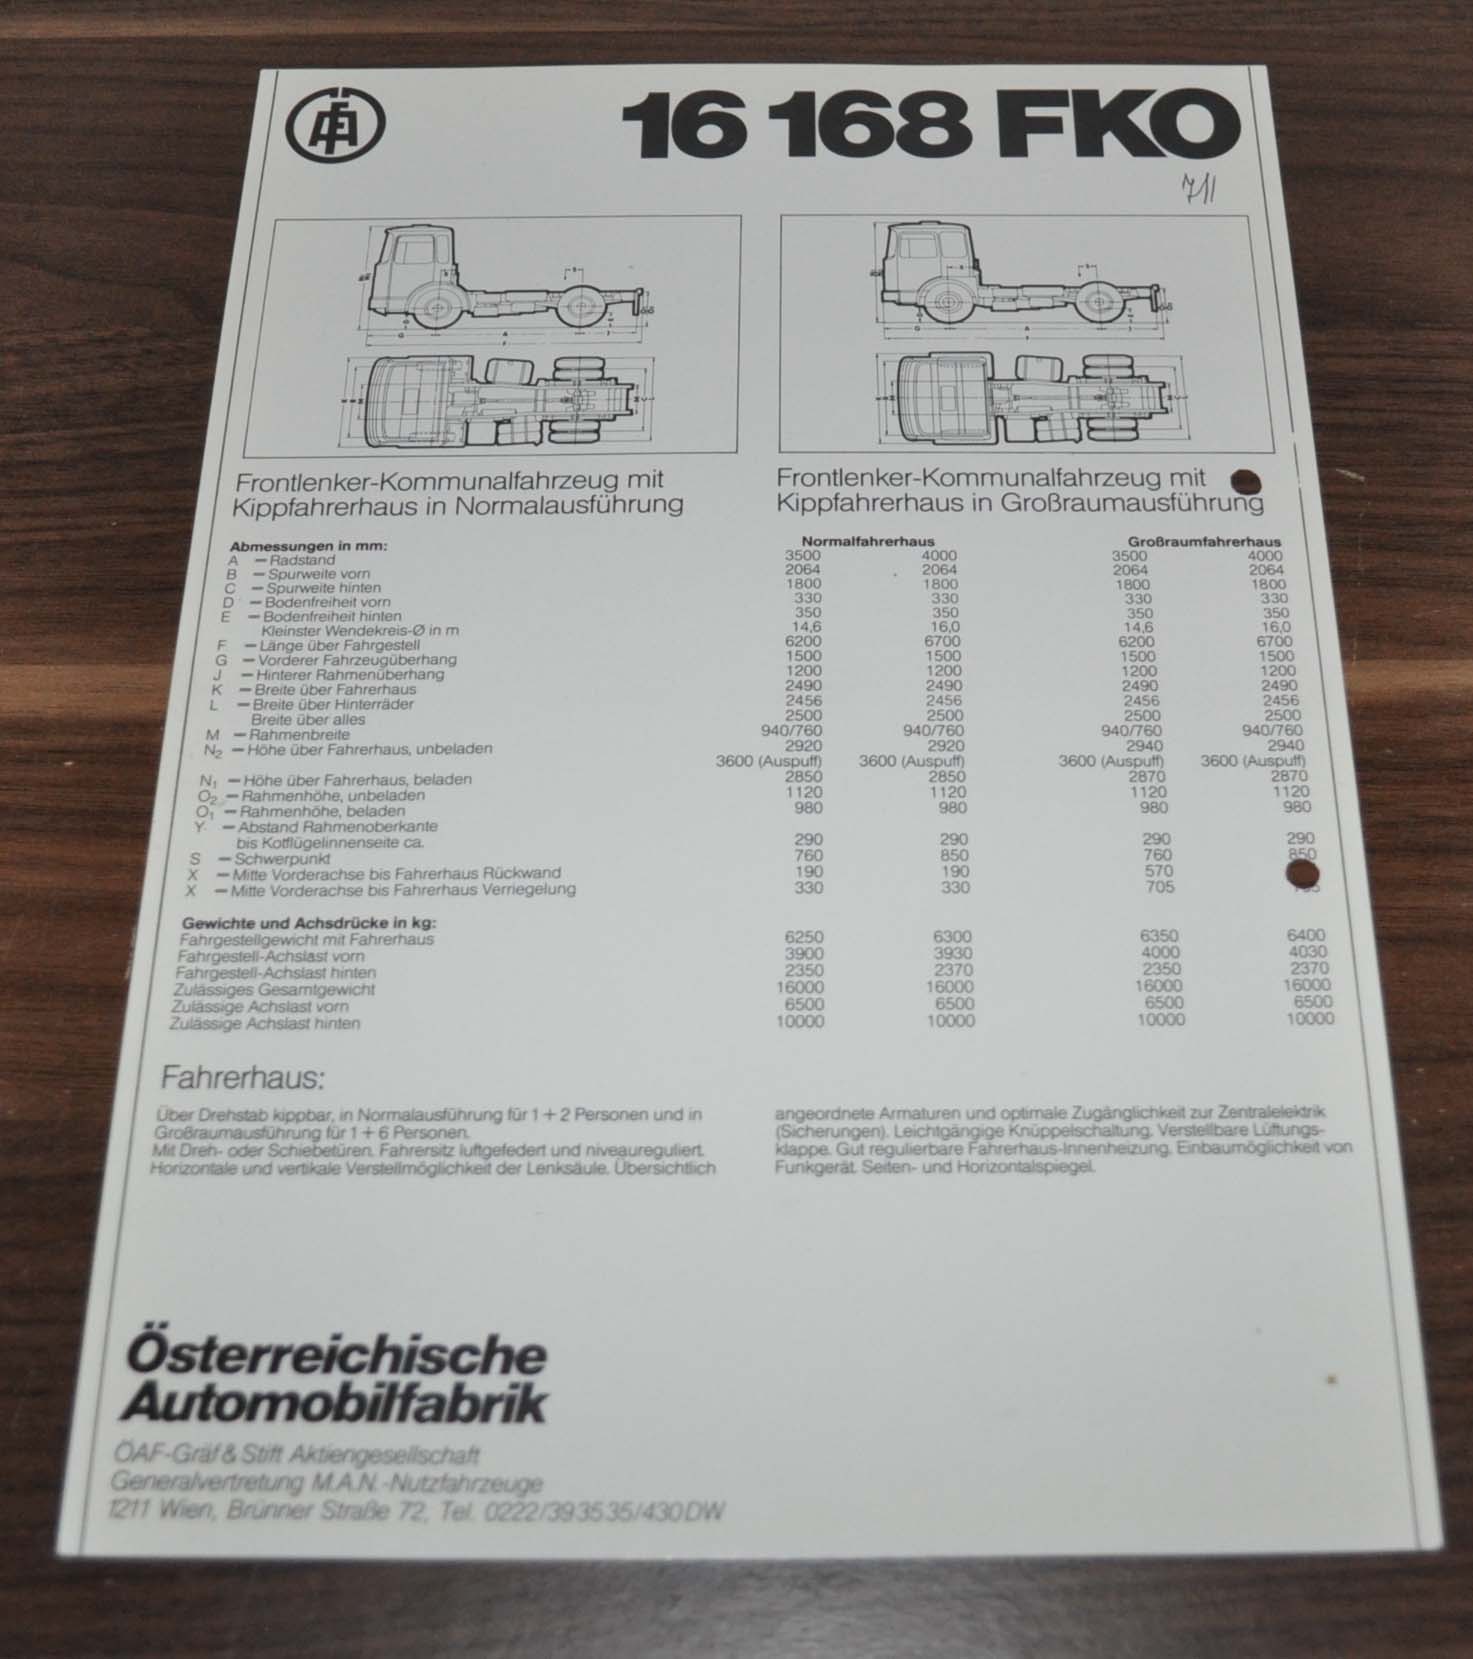 ÖAF
16 168 FKO
711
Frontlenker-Kommunalfahrzeug mit
Kippfahrerhaus in Normalausführung
Frontlenker-Kommunalfahrzeug mit
Kippfahrerhaus in Großraumausführung
Abmessungen in mm: Normalfahrerhaus Großraumfahrerhaus
A – Radstand 3500 4000 3500 4000
B – Spurweite vorn 2064 2064 2064 2064
C – Spurweite hinten 1800 1800 1800 1800
D – Bodenfreiheit vorn 330 330 330 330
E – Bodenfreiheit hinten 350 350 350 350
Kleinster Wendekreis-Ø in m 14,6 16,0 14,6 16,0
F – Länge über Fahrgestell 6200 6700 6200 6700
G – Vorderer Fahrzeugüberhang 1500 1500 1500 1500
J – Hinterer Rahmenüberhang 1200 1200 1200 1200
K – Breite über Fahrerhaus 2490 2490 2490 2490
L – Breite über Hinterräder 2456 2456 2456 2456
Breite über alles 2500 2500 2500 2500
M – Rahmenbreite 940/760 940/760 940/760 940/760
N₂ – Höhe über Fahrerhaus, unbeladen 2920 2920 2940 2940
3600 (Auspuff) 3600 (Auspuff) 3600 (Auspuff) 3600 (Auspuff)
N₁ – Höhe über Fahrerhaus, beladen 2850 2850 2870 2870
O₂ – Rahmenhöhe, unbeladen 1120 1120 1120 1120
O₁ – Rahmenhöhe, beladen 980 980 980 980
Y – Abstand Rahmenoberkante
bis Kotflügelinnenseite ca. 290 290 290 290
S – Schwerpunkt 760 850 760 850
X – Mitte Vorderachse bis Fahrerhaus Rückwand 190 190 570
X – Mitte Vorderachse bis Fahrerhaus Verriegelung 330 330 705
Gewichte und Achsdrücke in kg:
Fahrgestellgewicht mit Fahrerhaus 6250 6300 6350 6400
Fahrgestell-Achslast vorn 3900 3930 4000 4030
Fahrgestell-Achslast hinten 2350 2370 2350 2370
Zulässiges Gesamtgewicht 16000 16000 16000 16000
Zulässige Achslast vorn 6500 6500 6500 6500
Zulässige Achslast hinten 10000 10000 10000 10000
Fahrerhaus:
Über Drehstab kippbar, in Normalausführung für 1 + 2 Personen und in
Großraumausführung für 1 + 6 Personen.
Mit Dreh- oder Schiebetüren. Fahrersitz luftgefedert und niveaureguliert.
Horizontale und vertikale Verstellmöglichkeit der Lenksäule. Übersichtlich
angeordnete Armaturen und optimale Zugänglichkeit zur Zentralelektrik
(Sicherungen). Leichtgängige Knüppelschaltung. Verstellbare Lüftungs-
klappe. Gut regulierbare Fahrerhaus-Innenheizung. Einbaumöglichkeit von
Funkgerät. Seiten- und Horizontalspiegel.
Österreichische
Automobilfabrik
ÖAF-Gräf & Stift Aktiengesellschaft
Generalvertretung M.A.N.-Nutzfahrzeuge
1211 Wien, Brünner Straße 72, Tel. 0222/393535/430DW